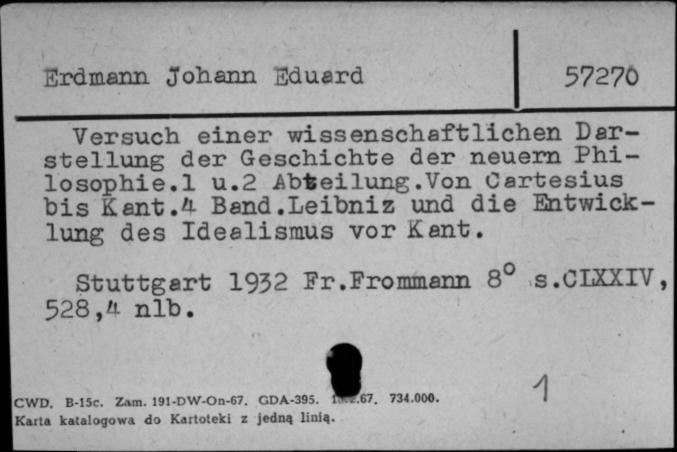 Erdmann Johann Eduard
57270
Versuch einer wissenschaftlichen Dar-
stellung der Geschichte der neuern Phi-
losophie.1 u.2 Abteilung.Von Cartesius
bis Kant.4 Band.Leibniz und die Entwick-
lung des Idealismus vor Kant.
Stuttgart 1932 Fr.Frommann 8° s.CLXXIV,
528,4 nlb.
1
CWD. B-15c. Zam. 191-DW-On-67. GDA-395. .67. 734.000.
Karta katalogowa do Kartoteki z jedną linią.